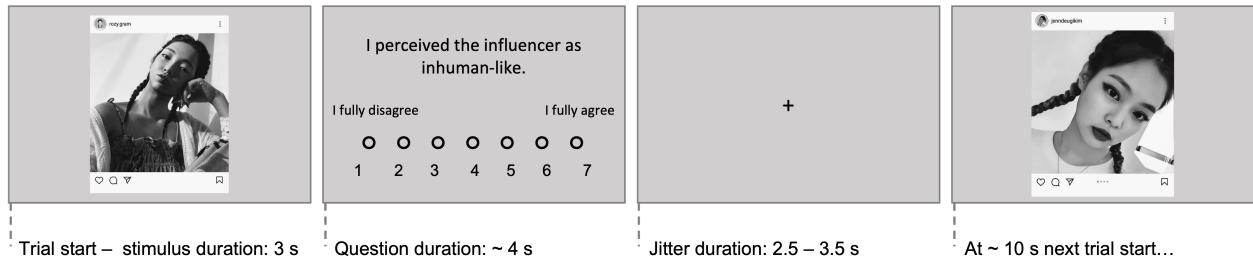 rozy.gram
I perceived the influencer as
inhuman-like.
I fully disagree
I fully agree
1 2 3 4 5 6 7
+
jenndeugikim
Trial start – stimulus duration: 3 s
Question duration: ~ 4 s
Jitter duration: 2.5 – 3.5 s
At ~ 10 s next trial start…